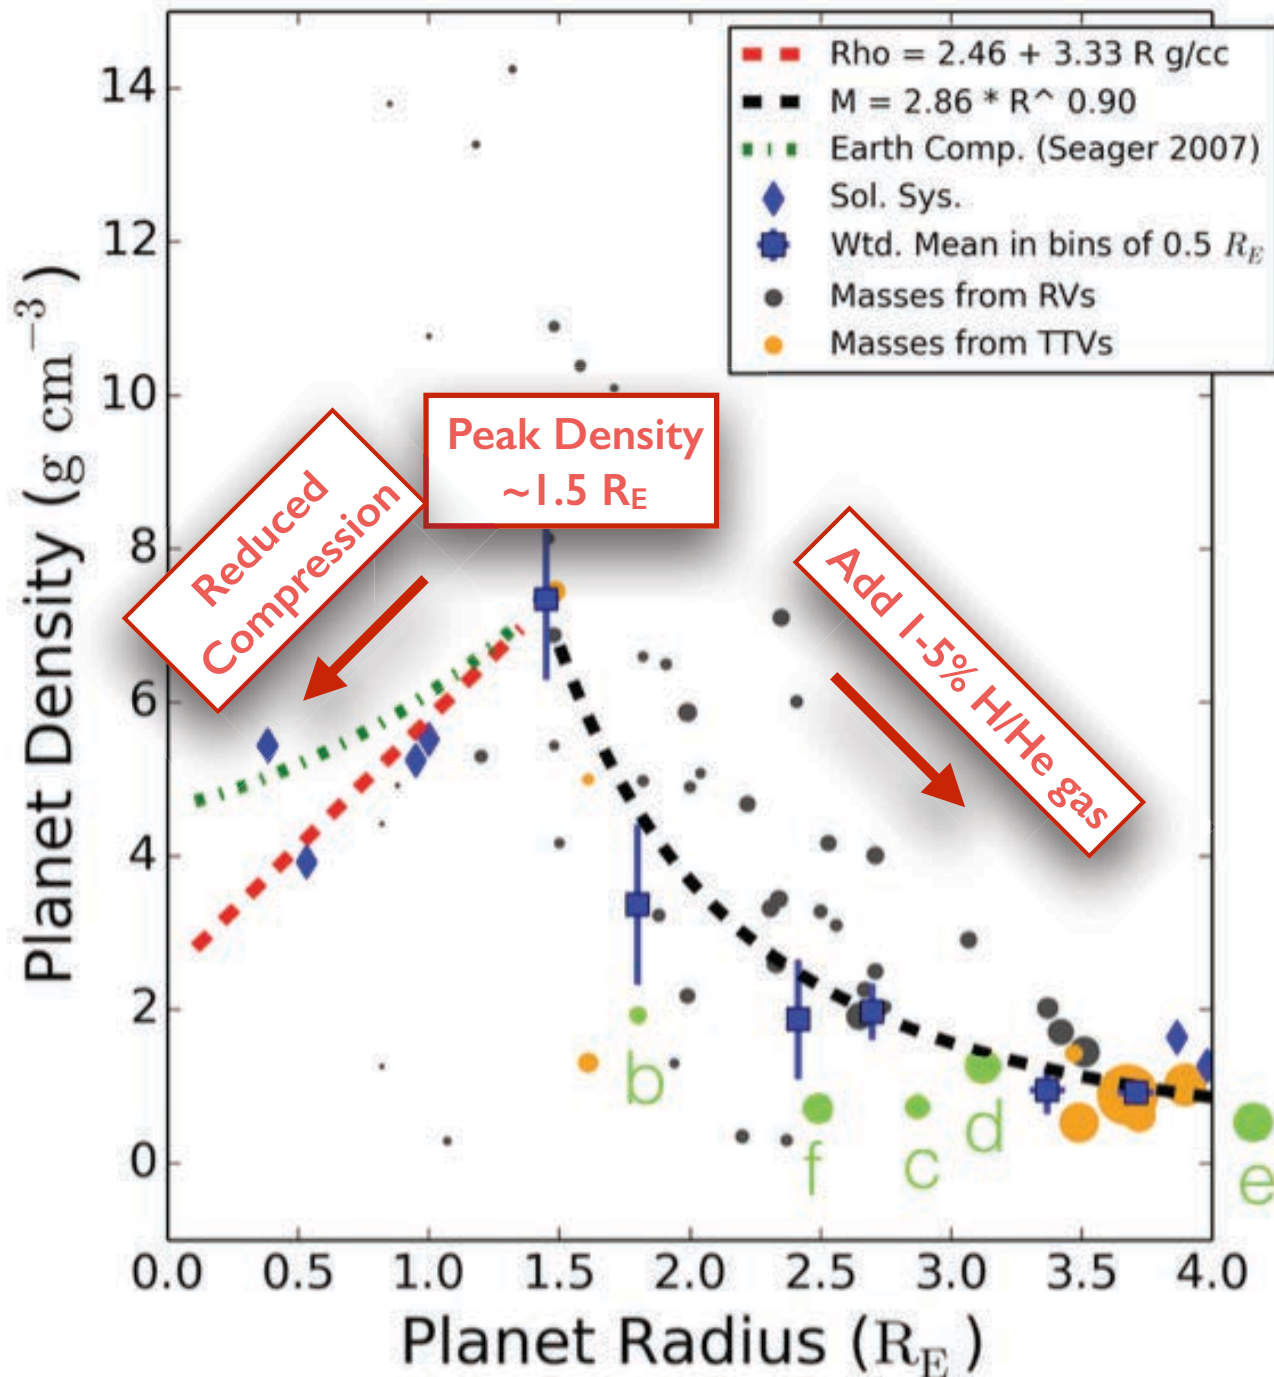 14
12
10
8
6
4
2
0
Planet Density (g cm⁻³)
Rho = 2.46 + 3.33 R g/cc
M = 2.86 * R^ 0.90
Earth Comp. (Seager 2007)
Sol. Sys.
Wtd. Mean in bins of 0.5 R_E
Masses from RVs
Masses from TTVs
Reduced
Compression
Peak Density
~1.5 R_E
Add 1-5% H/He gas
b
f
c
d
e
0.0 0.5 1.0 1.5 2.0 2.5 3.0 3.5 4.0
Planet Radius (R_E)